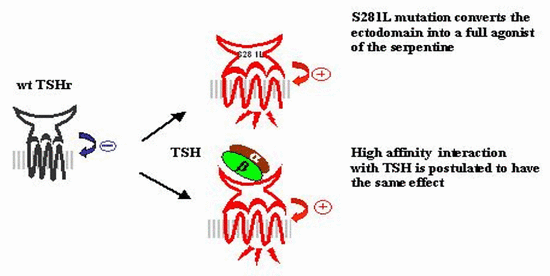 S281L mutation converts the
ectodomain into a full agonist
of the serpentine
S281L
wt TSHr
+
−
TSH
α
β
High affinity interaction
with TSH is postulated to have
the same effect
+